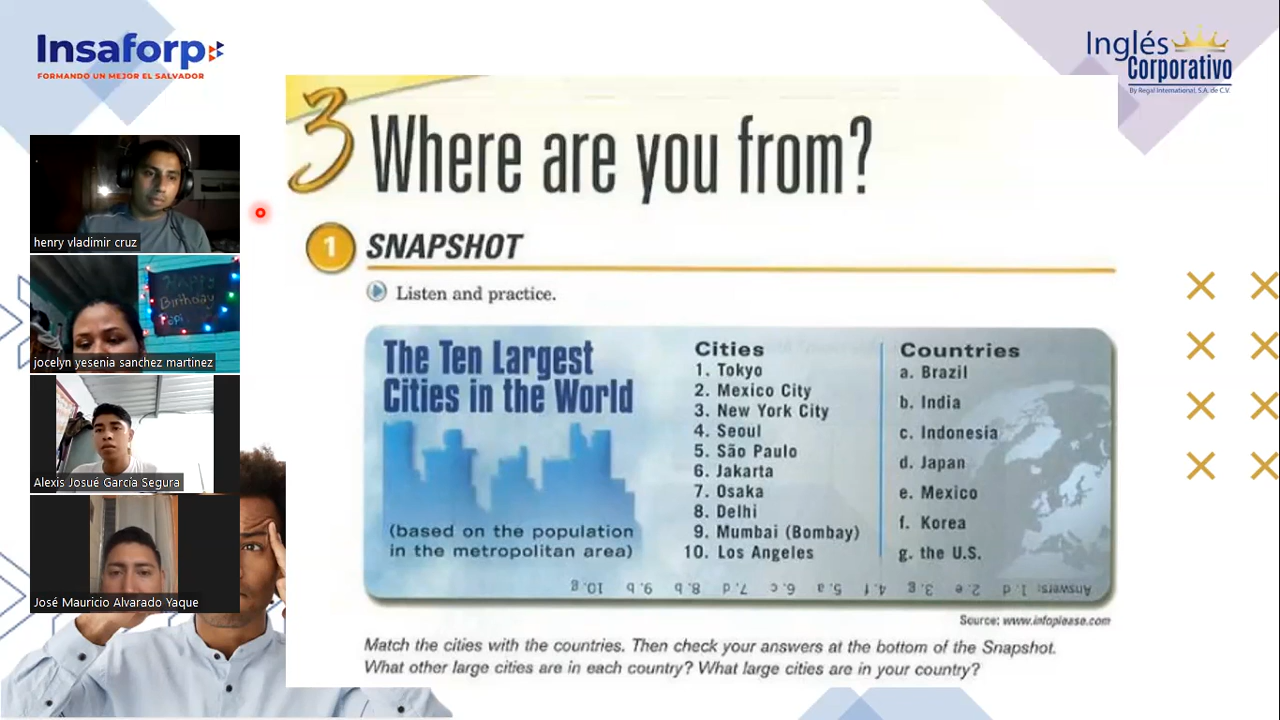 Insaforp
FORMANDO UN MEJOR EL SALVADOR
Inglés
Corporativo
By Regal International, S.A. de C.V.
henry vladimir cruz
Happy
Birthday
Papi
jocelyn yesenia sanchez martinez
Alexis Josué García Segura
José Mauricio Alvarado Yaque
3 Where are you from?
1 SNAPSHOT
Listen and practice.
The Ten Largest
Cities in the World
(based on the population
in the metropolitan area)
Cities
1. Tokyo
2. Mexico City
3. New York City
4. Seoul
5. São Paulo
6. Jakarta
7. Osaka
8. Delhi
9. Mumbai (Bombay)
10. Los Angeles
Countries
a. Brazil
b. India
c. Indonesia
d. Japan
e. Mexico
f. Korea
g. the U.S.
Answers: 1. d 2. e 3. g 4. f 5. a 6. c 7. d 8. b 9. b 10. g
Source: www.infoplease.com
Match the cities with the countries. Then check your answers at the bottom of the Snapshot.
What other large cities are in each country? What large cities are in your country?